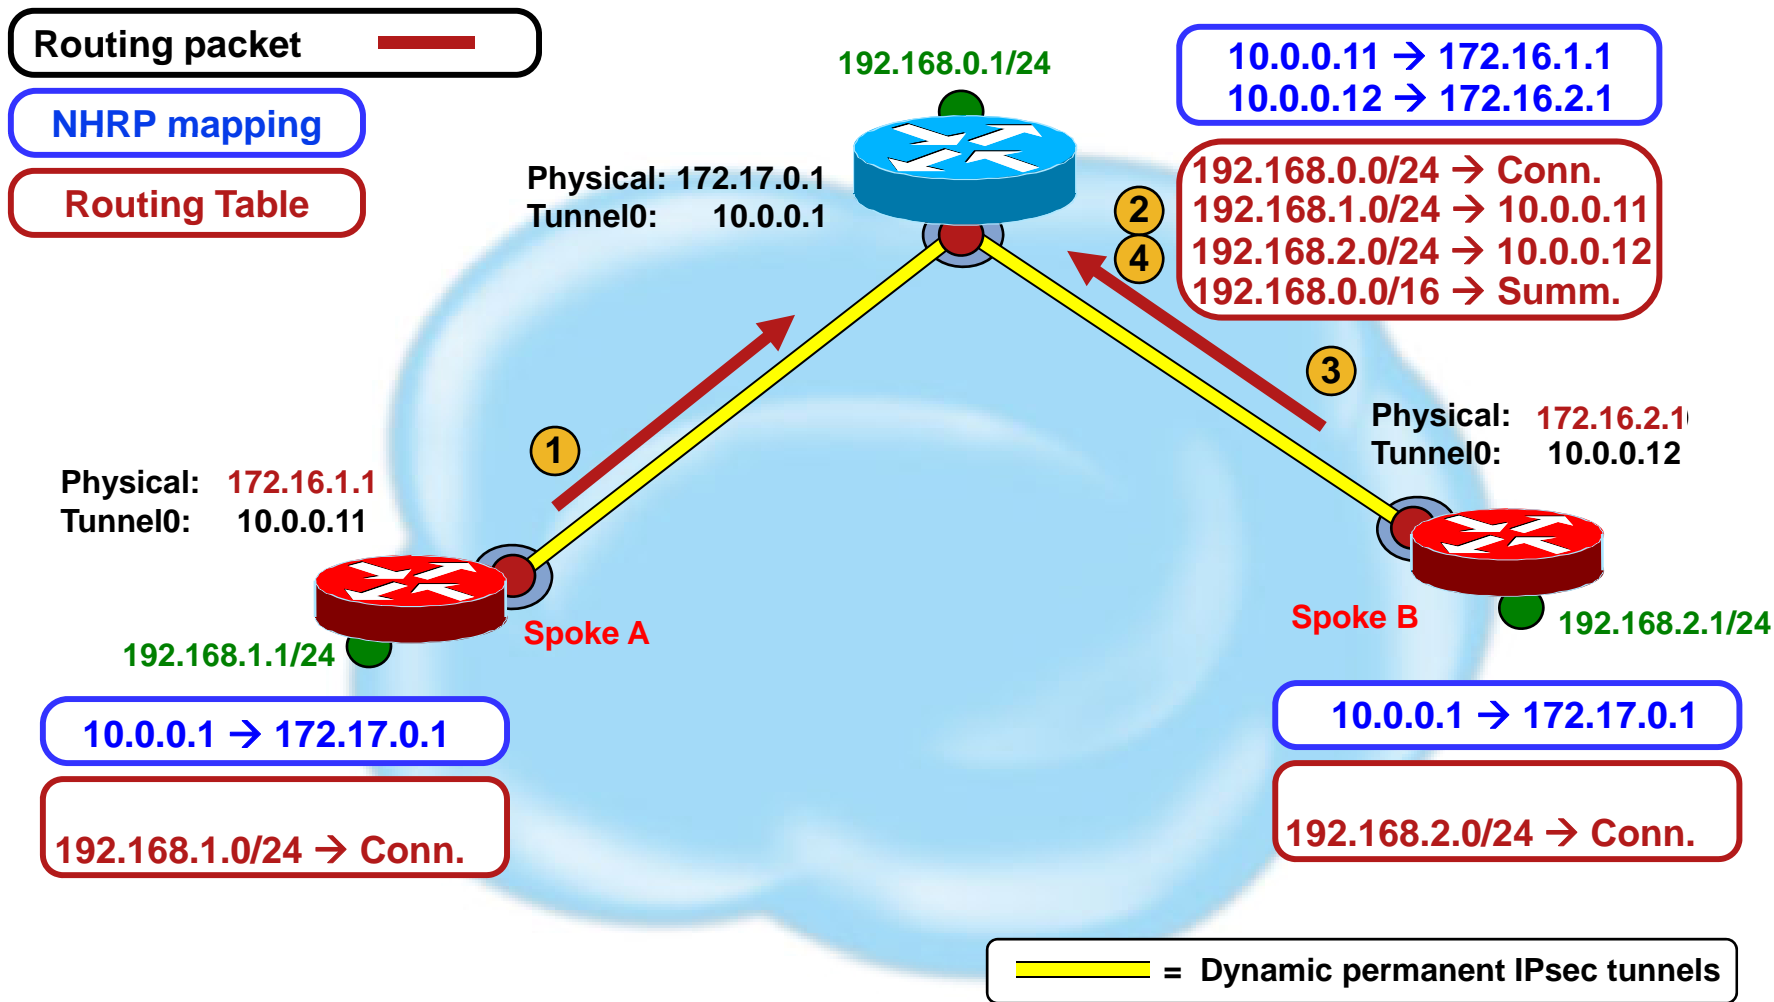 Routing packet
NHRP mapping
Routing Table
192.168.0.1/24
Physical: 172.17.0.1
Tunnel0: 10.0.0.1
10.0.0.11 → 172.16.1.1
10.0.0.12 → 172.16.2.1
192.168.0.0/24 → Conn.
192.168.1.0/24 → 10.0.0.11
192.168.2.0/24 → 10.0.0.12
192.168.0.0/16 → Summ.
2
4
3
1
Physical: 172.16.2.1
Tunnel0: 10.0.0.12
Physical: 172.16.1.1
Tunnel0: 10.0.0.11
Spoke A
192.168.1.1/24
Spoke B
192.168.2.1/24
10.0.0.1 → 172.17.0.1
192.168.1.0/24 → Conn.
10.0.0.1 → 172.17.0.1
192.168.2.0/24 → Conn.
= Dynamic permanent IPsec tunnels